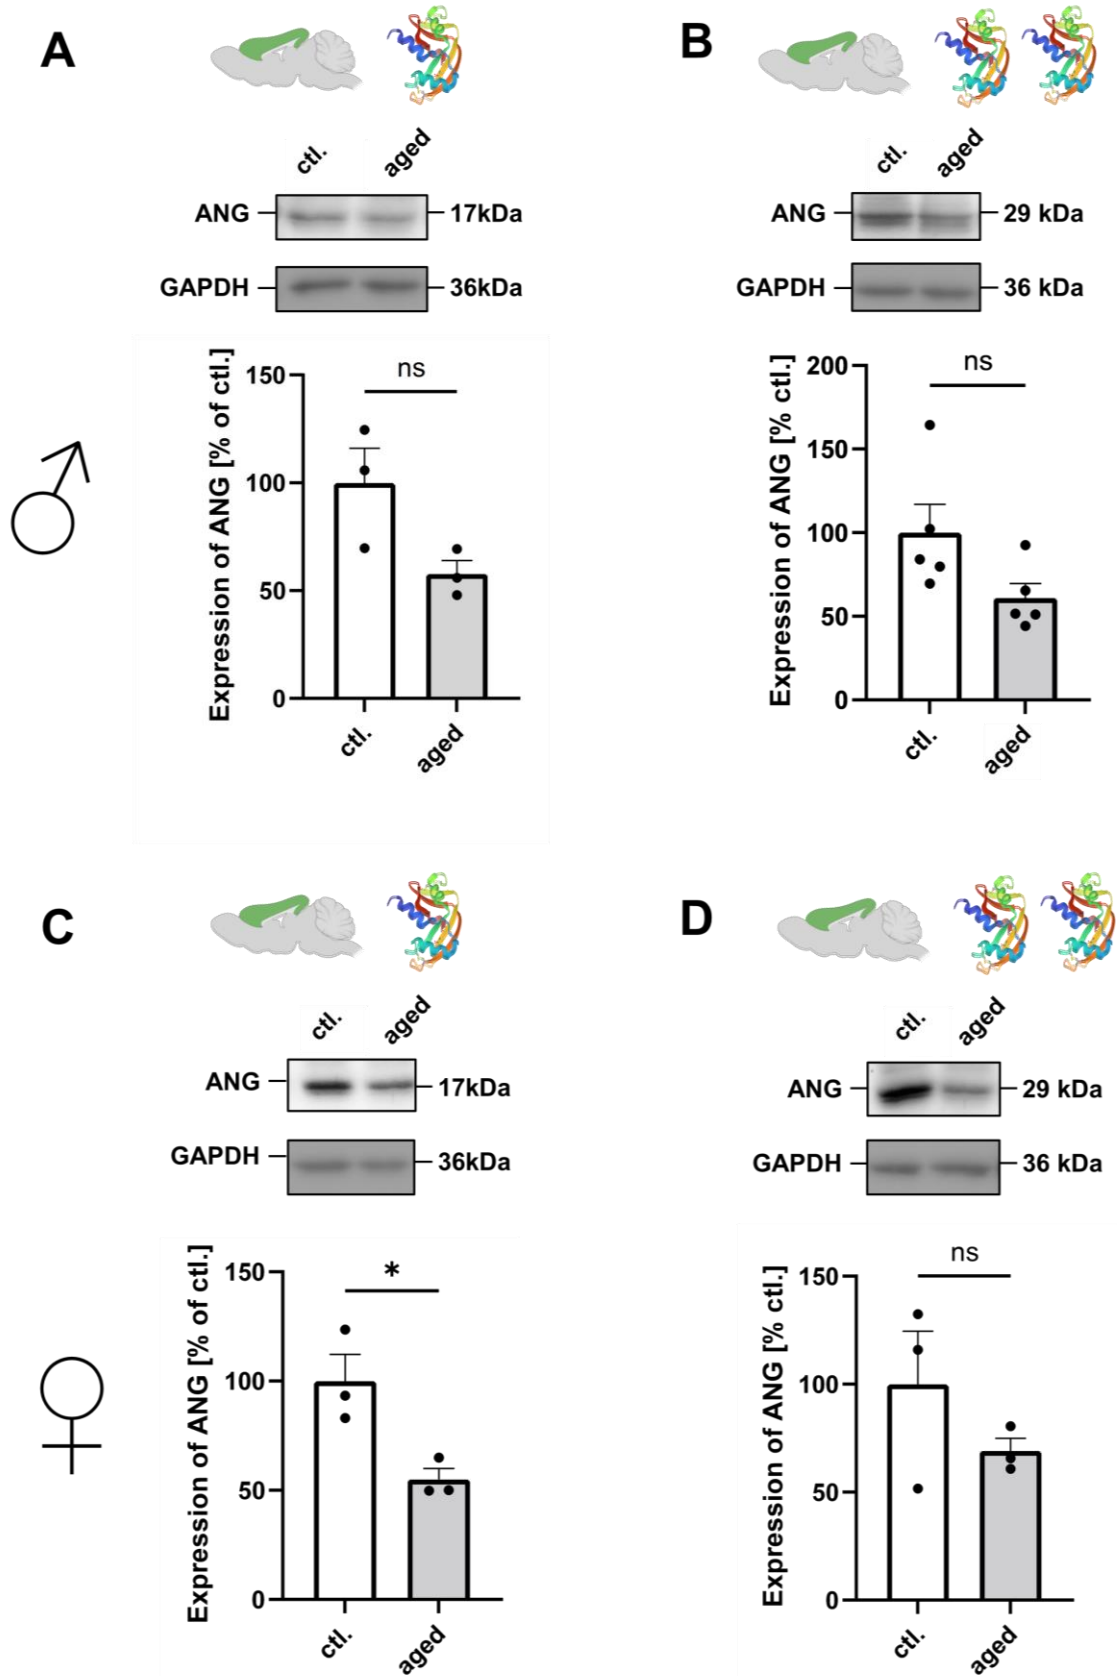 A
B
ctl. aged
ctl. aged
ANG 17kDa
ANG 29 kDa
GAPDH 36kDa
GAPDH 36 kDa
Expression of ANG [% of ctl.]
150
100
50
0
ns
ctl. aged
Expression of ANG [% ctl.]
200
150
100
50
0
ns
ctl. aged
C
D
ctl. aged
ctl. aged
ANG 17kDa
ANG 29 kDa
GAPDH 36kDa
GAPDH 36 kDa
Expression of ANG [% of ctl.]
150
100
50
0
*
ctl. aged
Expression of ANG [% ctl.]
150
100
50
0
ns
ctl. aged